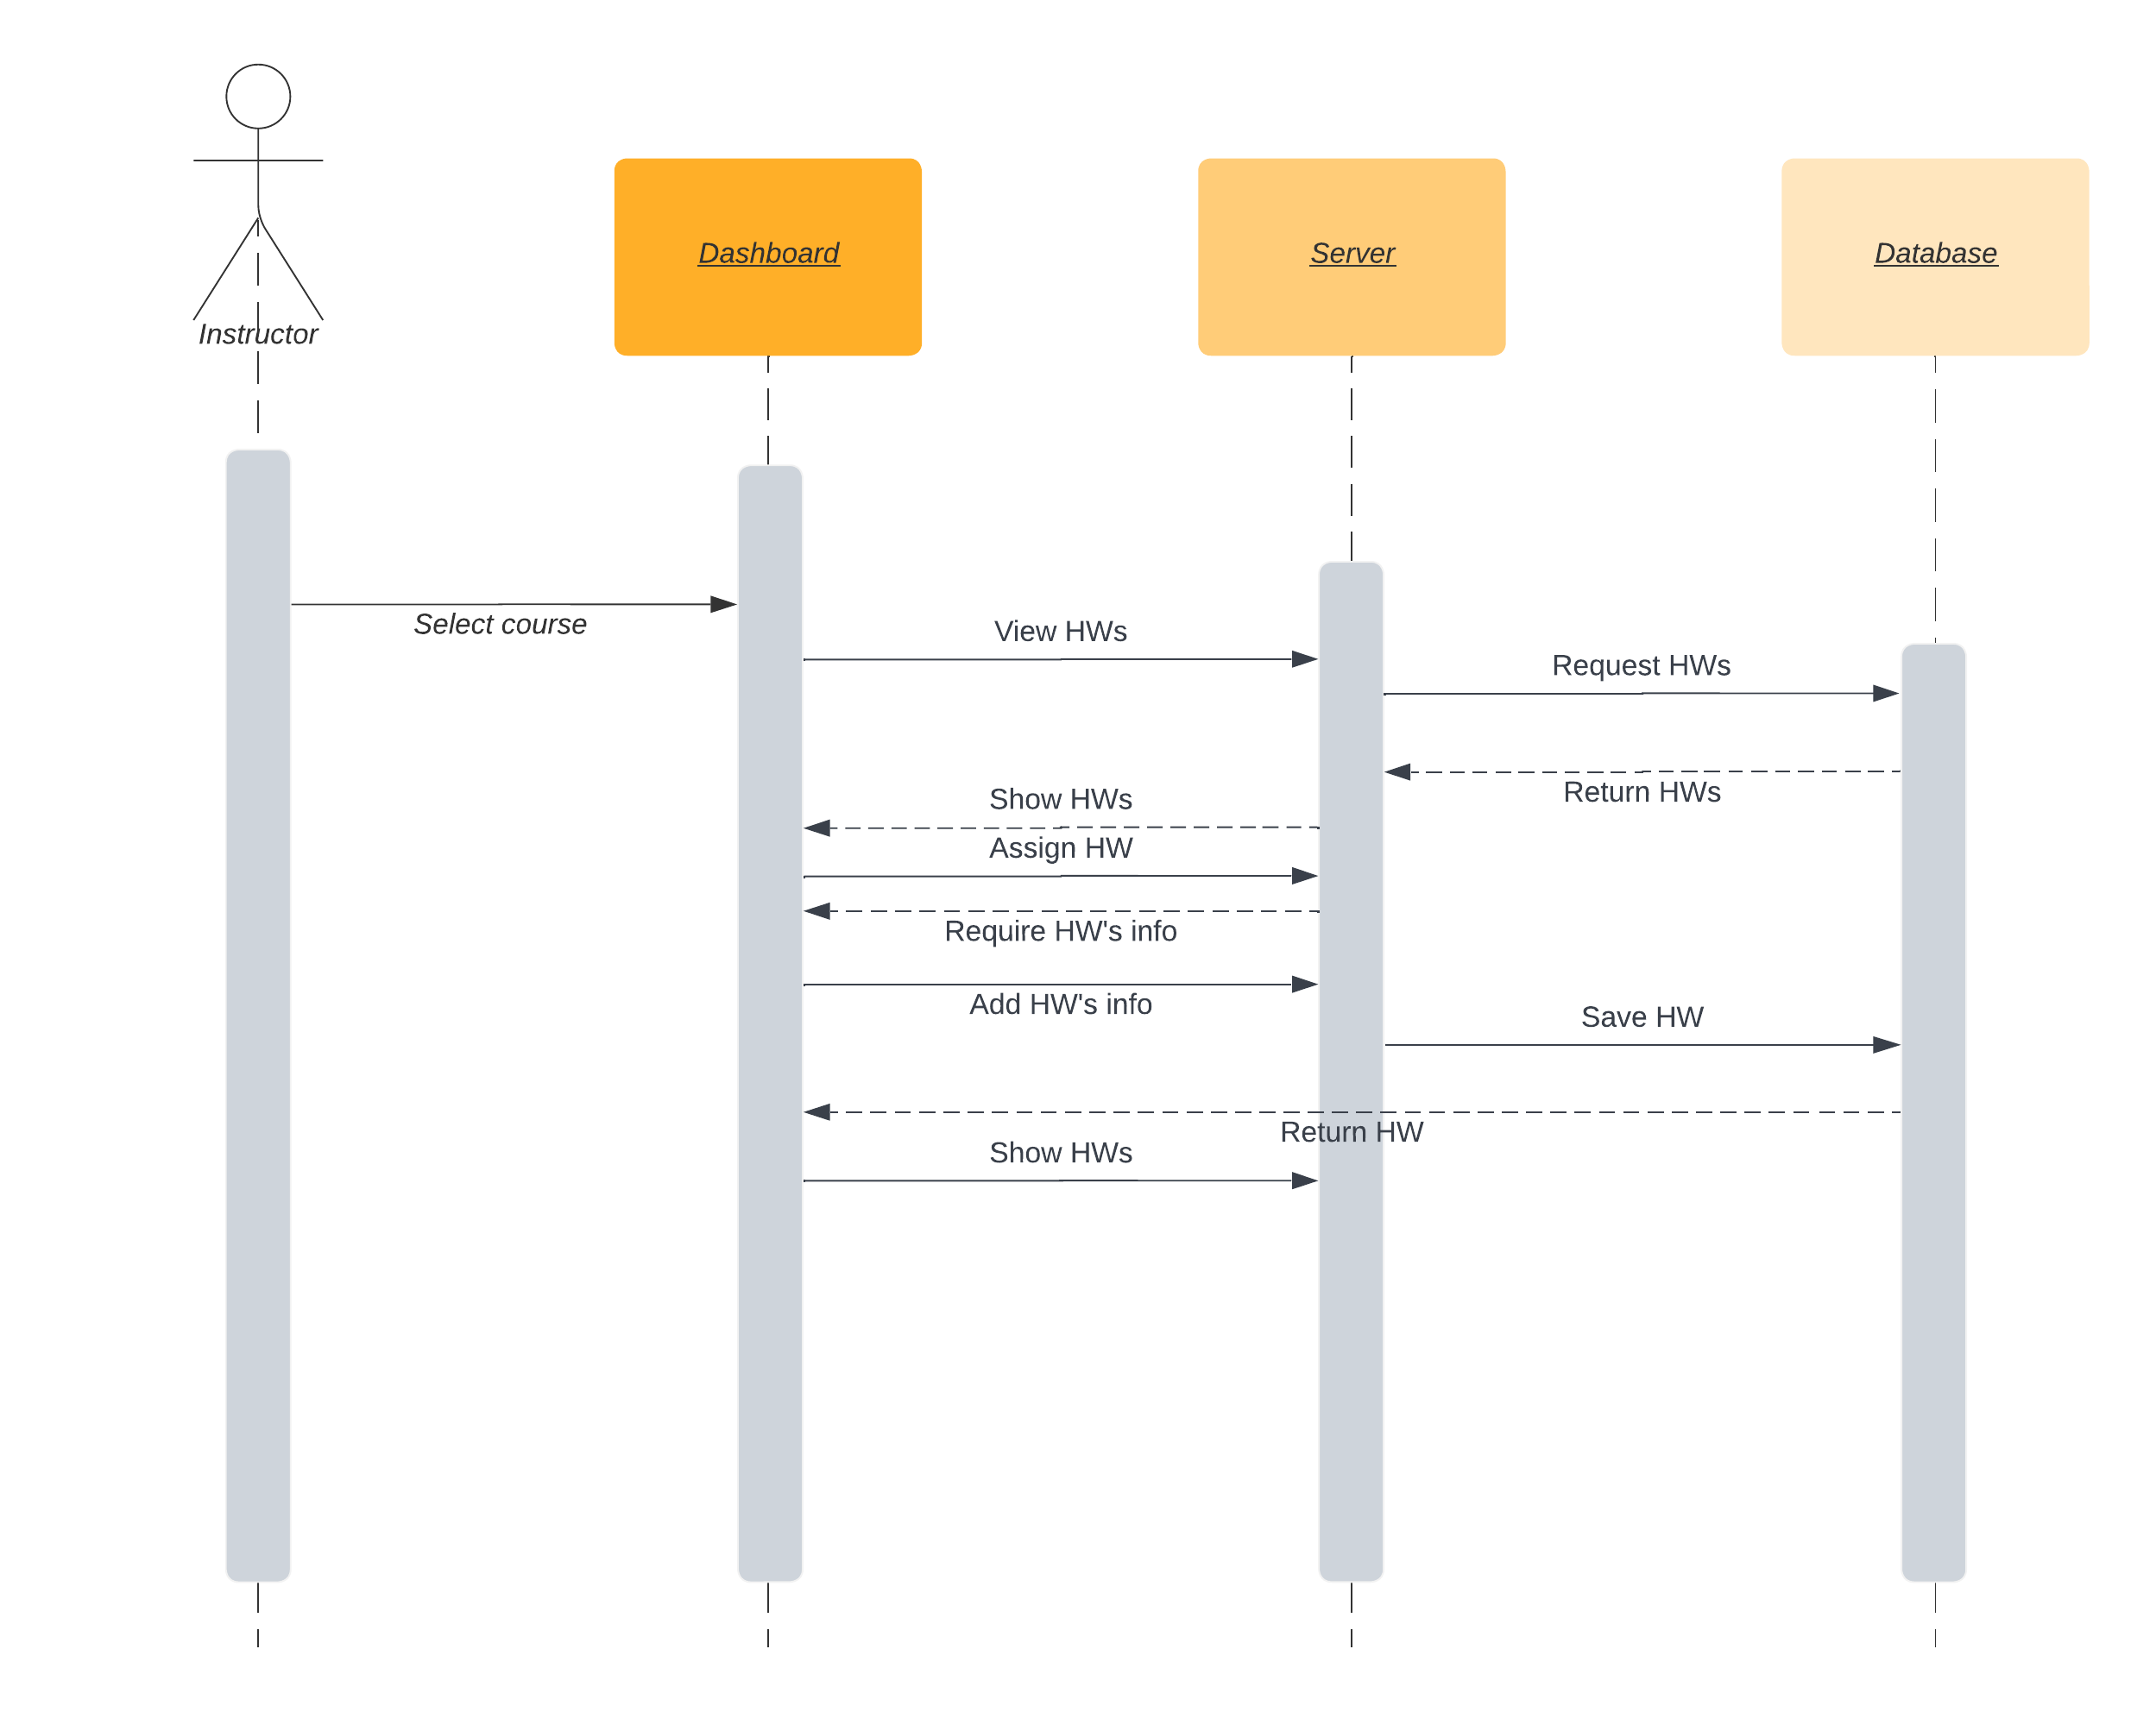 Dashboard
Server
Database
Instructor
Select course
View HWs
Request HWs
Return HWs
Show HWs
Assign HW
Require HW's info
Add HW's info
Save HW
Return HW
Show HWs